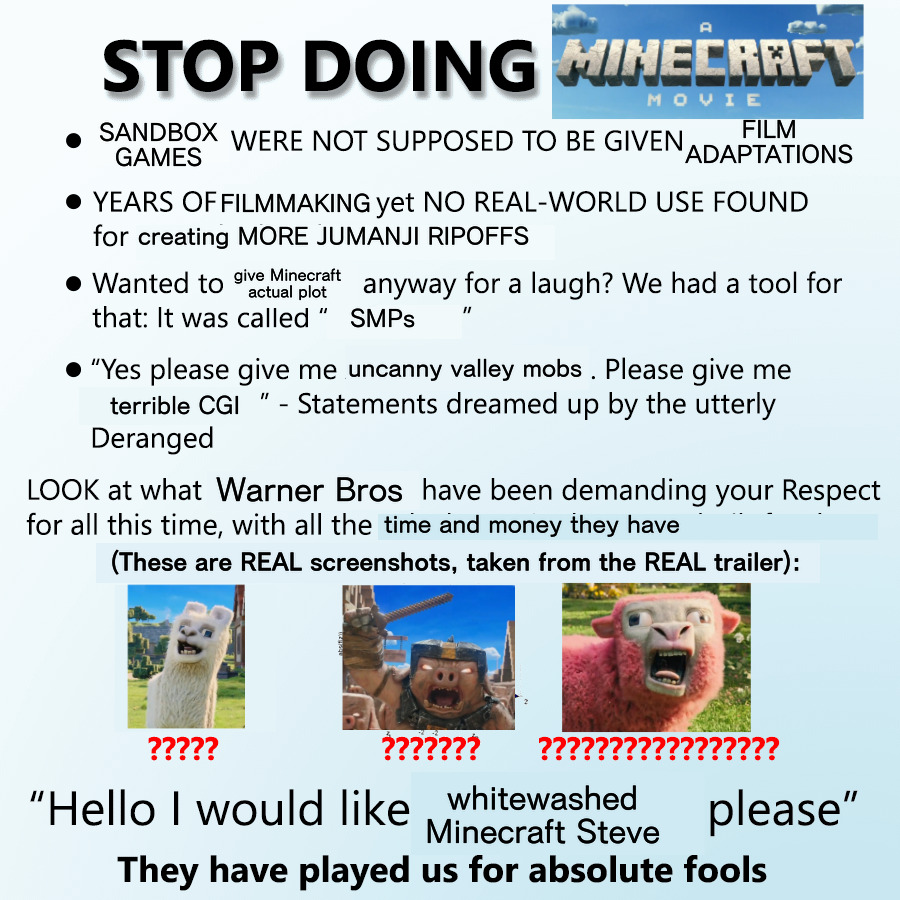 STOP DOING A MINECRAFT MOVIE
• SANDBOX GAMES WERE NOT SUPPOSED TO BE GIVEN FILM ADAPTATIONS
• YEARS OF FILMMAKING yet NO REAL-WORLD USE FOUND
for creating MORE JUMANJI RIPOFFS
• Wanted to give Minecraft actual plot anyway for a laugh? We had a tool for
that: It was called “ SMPs ”
• “Yes please give me uncanny valley mobs . Please give me
terrible CGI ” - Statements dreamed up by the utterly
Deranged
LOOK at what Warner Bros have been demanding your Respect
for all this time, with all the time and money they have
(These are REAL screenshots, taken from the REAL trailer):
????? ??????? ?????????????????
“Hello I would like whitewashed Minecraft Steve please”
They have played us for absolute fools